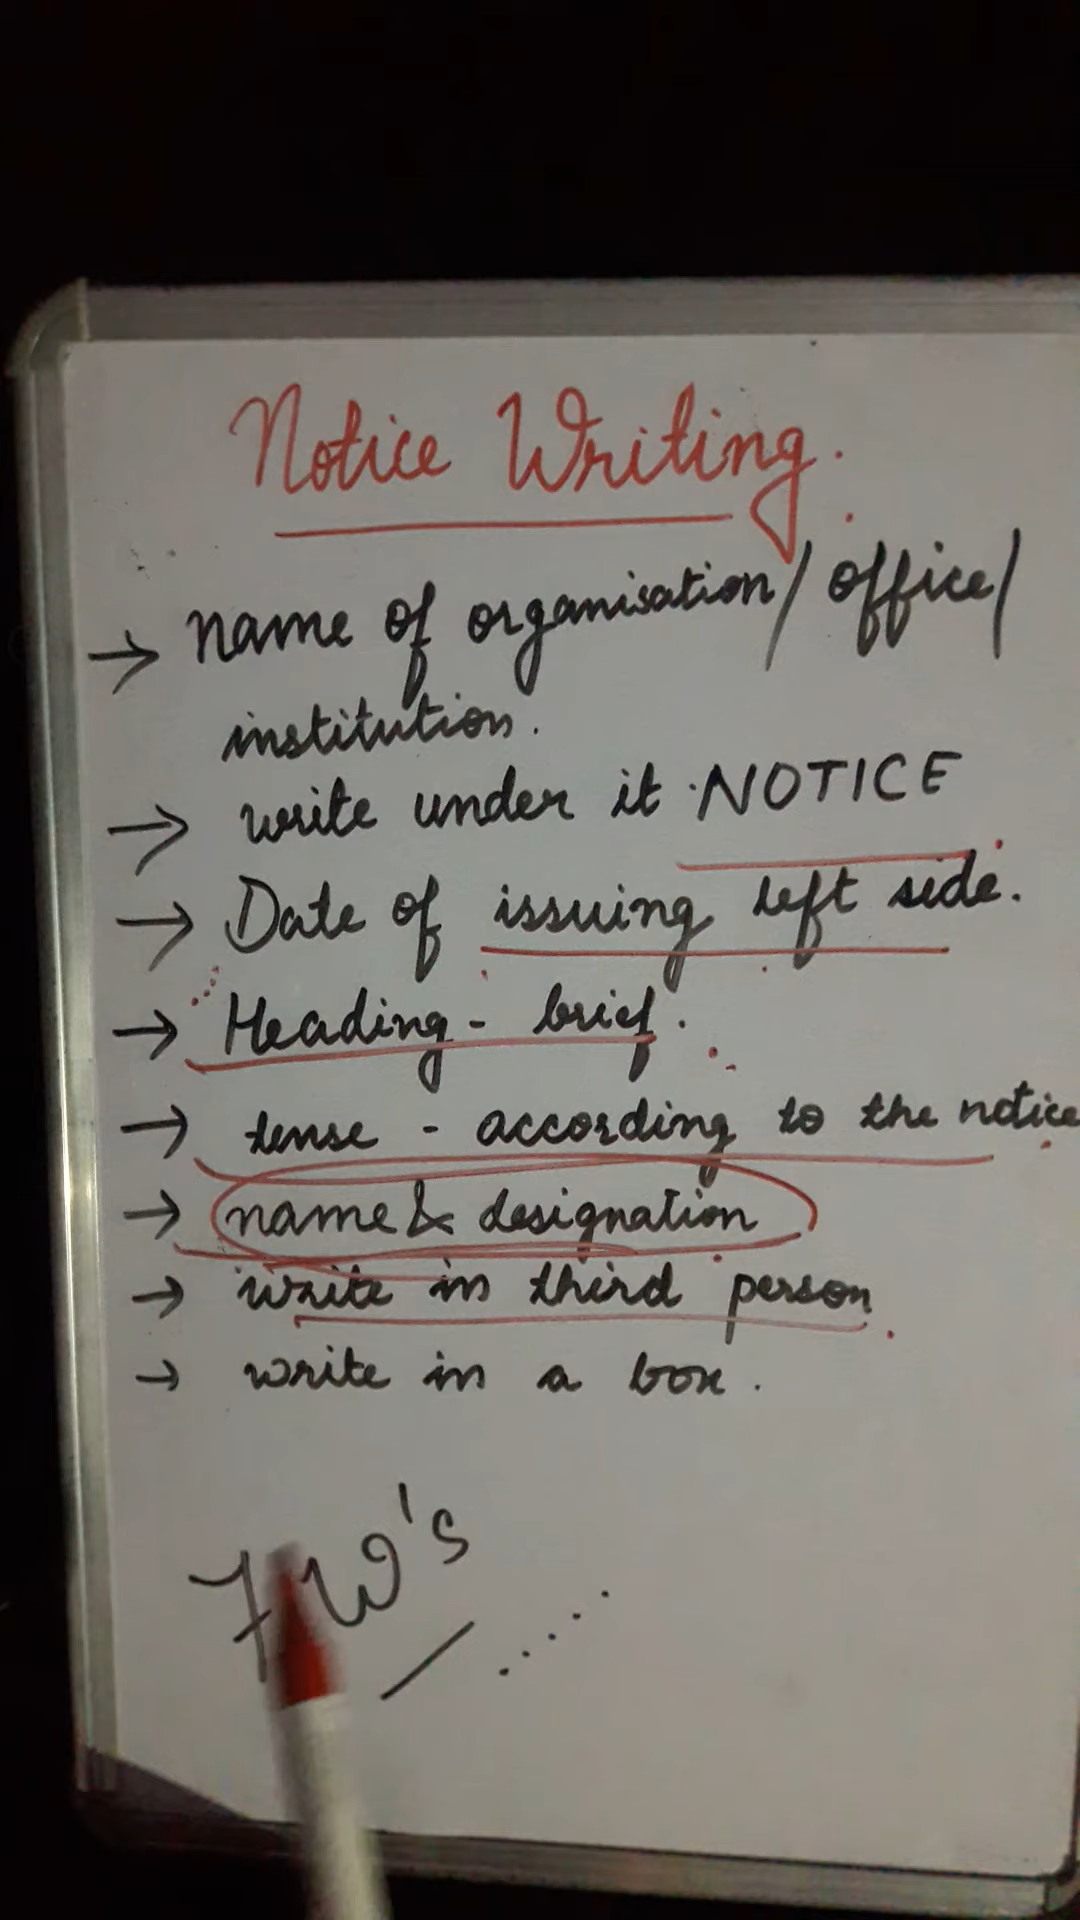 Notice Writing.
→ name of organisation/ office/
institution.
→ write under it NOTICE
→ Date of issuing left side.
→ Heading - brief.
→ tense - according to the notice
→ name & designation
→ write in third person
→ write in a box.
7 W's